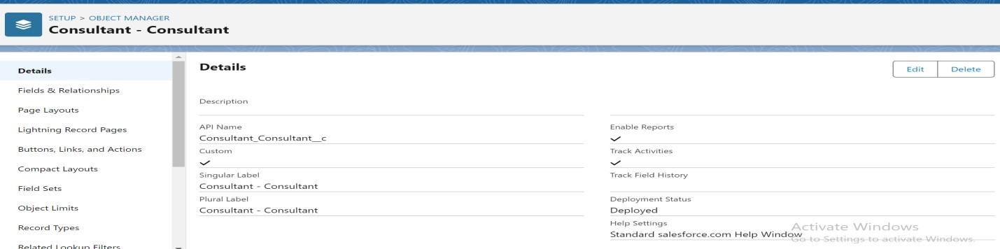 SETUP > OBJECT MANAGER
Consultant - Consultant
Details
Fields & Relationships
Page Layouts
Lightning Record Pages
Buttons, Links, and Actions
Compact Layouts
Field Sets
Object Limits
Record Types
Related Lookup Filters
Details
Edit
Delete
Description
API Name
Consultant_Consultant__c
Custom
Singular Label
Consultant - Consultant
Plural Label
Consultant - Consultant
Enable Reports
Track Activities
Track Field History
Deployment Status
Deployed
Help Settings
Standard salesforce.com Help Window
Activate Windows
Go to Settings to activate Windows.